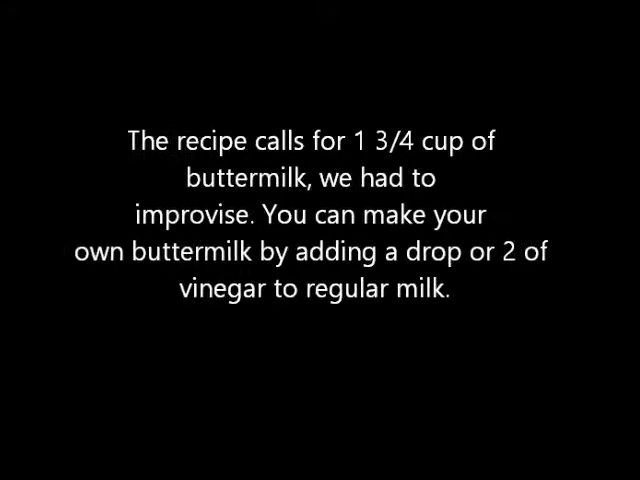 The recipe calls for 1 3/4 cup of
buttermilk, we had to
improvise. You can make your
own buttermilk by adding a drop or 2 of
vinegar to regular milk.